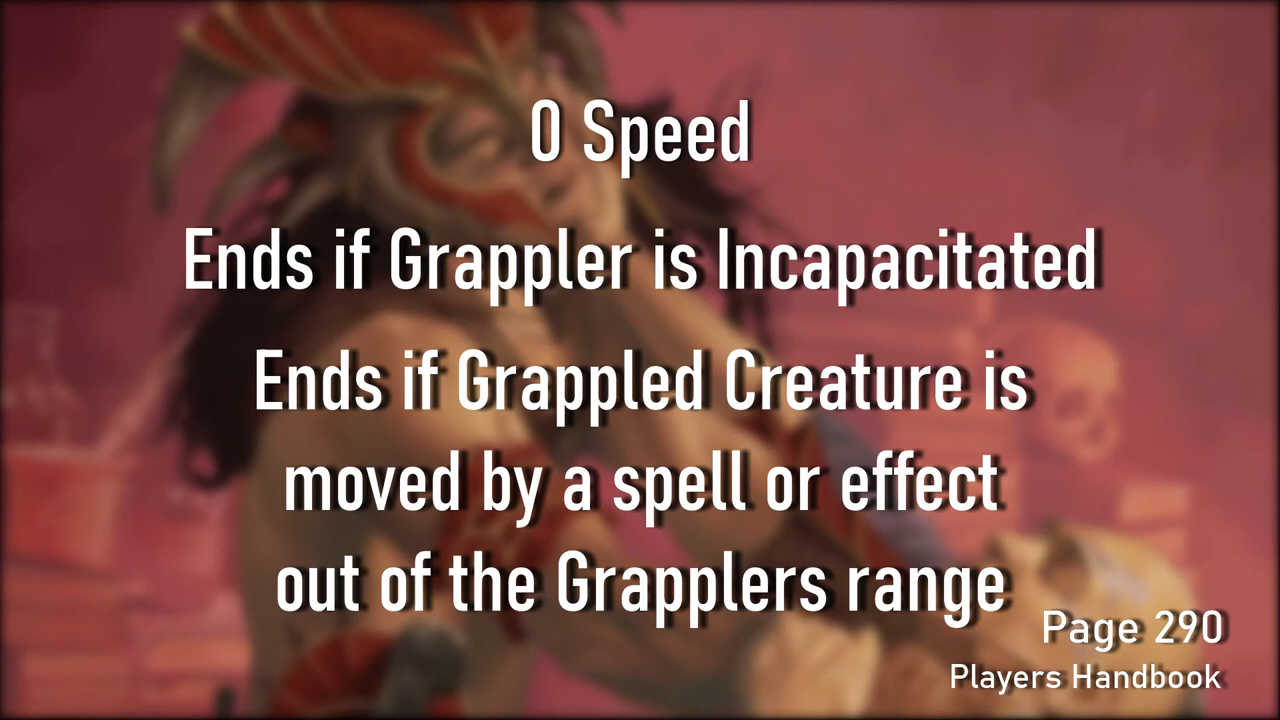 0 Speed
Ends if Grappler is Incapacitated
Ends if Grappled Creature is
moved by a spell or effect
out of the Grapplers range
Page 290
Players Handbook